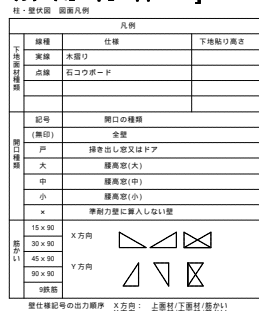 柱・壁伏図　図面凡例
凡例
下地面材種類
線種　仕様　下地貼り高さ
実線　木摺り
点線　石コウボード
開口種類
記号　開口の種類
(無印)　全壁
戸　掃き出し窓又はドア
大　腰高窓(大)
中　腰高窓(中)
小　腰高窓(小)
×　準耐力壁に算入しない壁
筋かい
15 x 90
30 x 90
45 x 90
90 x 90
9鉄筋
X方向
Y方向
壁仕様記号の出力順序　X方向：　上面材/下面材/筋かい